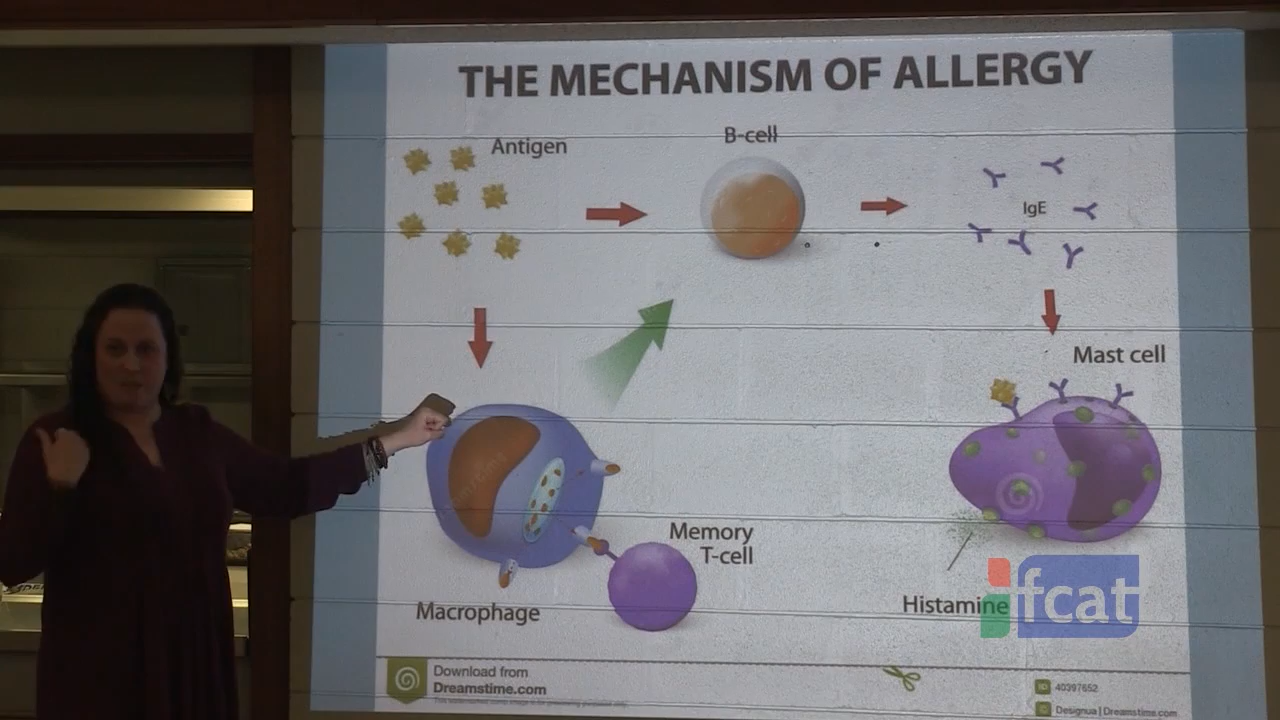 THE MECHANISM OF ALLERGY
Antigen
B-cell
IgE
Mast cell
Memory
T-cell
Macrophage
Histamine
fcat
Download from
Dreamstime.com
ID 40397652
© Designua | Dreamstime.com